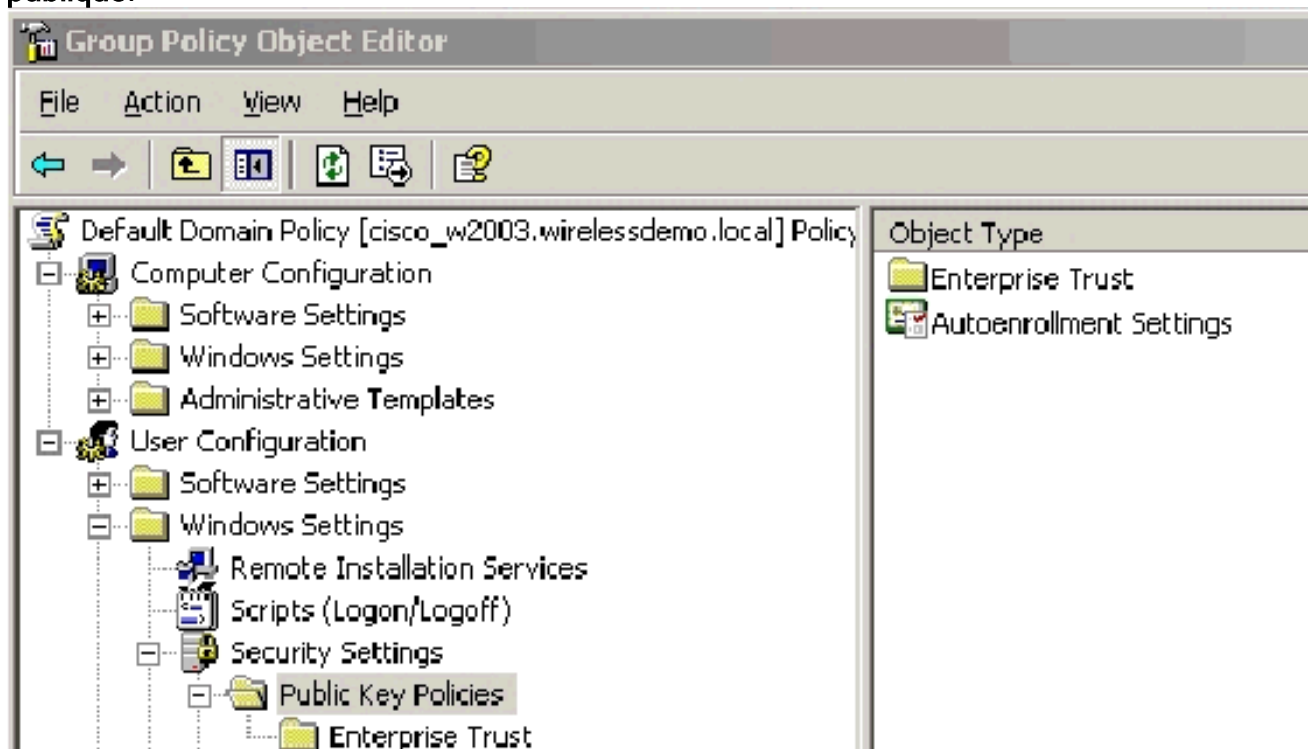 publique.
Group Policy Object Editor
File Action View Help
Default Domain Policy [cisco_w2003.wirelessdemo.local] Policy
Computer Configuration
Software Settings
Windows Settings
Administrative Templates
User Configuration
Software Settings
Windows Settings
Remote Installation Services
Scripts (Logon/Logoff)
Security Settings
Public Key Policies
Enterprise Trust
Object Type
Enterprise Trust
Autoenrollment Settings